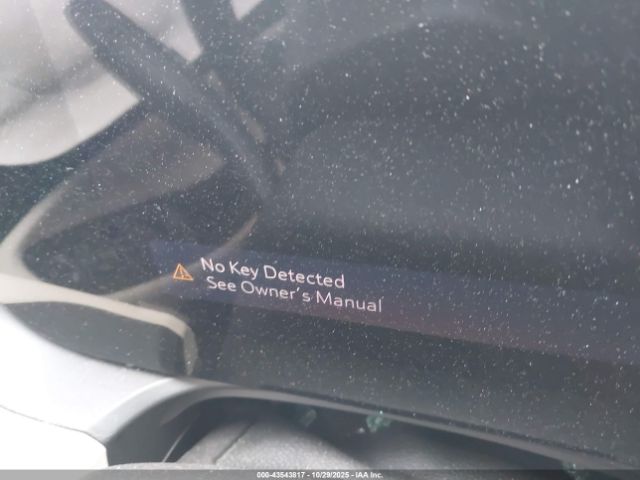 No Key Detected
See Owner's Manual
000-43543817 - 10/29/2025 - © IAA Inc.